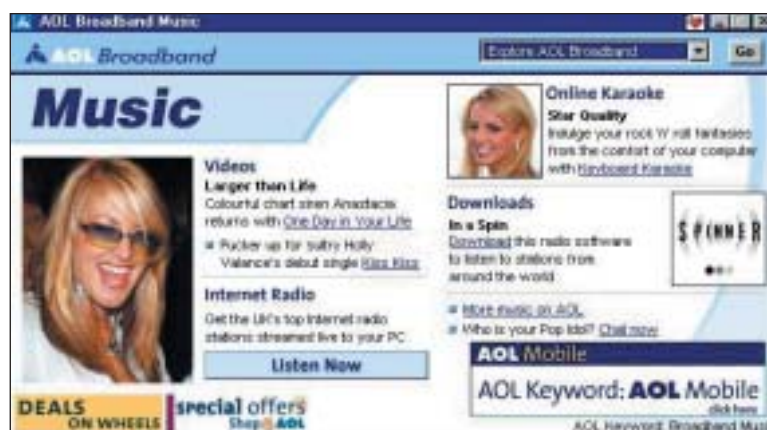 AOL Broadband Music
AOL Broadband
Explore AOL Broadband
Go
Music
Videos
Larger than Life
Colourful chart siren Anastacia
returns with One Day in Your Life
Pucker up for sultry Holly
Valance's debut single Kiss Kiss
Internet Radio
Get the UK's top Internet radio
stations streamed live to your PC
Listen Now
Online Karaoke
Star Quality
Indulge your rock 'n' roll fantasies
from the comfort of your computer
with Keyboard Karaoke
Downloads
In a Spin
Download this radio software
to listen to stations from
around the world
SPINNER
More music on AOL
Who is your Pop Idol? Chat now
AOL Mobile
AOL Keyword: AOL Mobile
click here
DEALS
ON WHEELS
special offers
Shop@AOL
AOL Keyword: Broadband Music